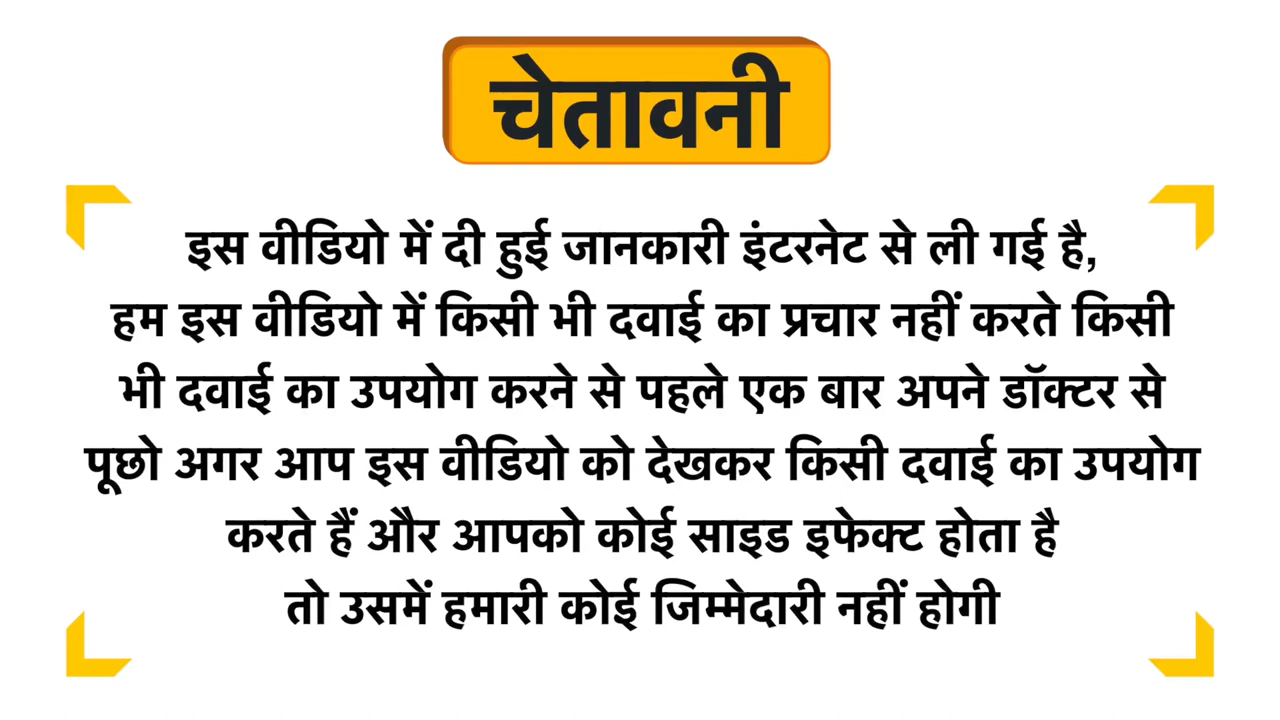 चेतावनी
इस वीडियो में दी हुई जानकारी इंटरनेट से ली गई है,
हम इस वीडियो में किसी भी दवाई का प्रचार नहीं करते किसी
भी दवाई का उपयोग करने से पहले एक बार अपने डॉक्टर से
पूछो अगर आप इस वीडियो को देखकर किसी दवाई का उपयोग
करते हैं और आपको कोई साइड इफेक्ट होता है
तो उसमें हमारी कोई जिम्मेदारी नहीं होगी